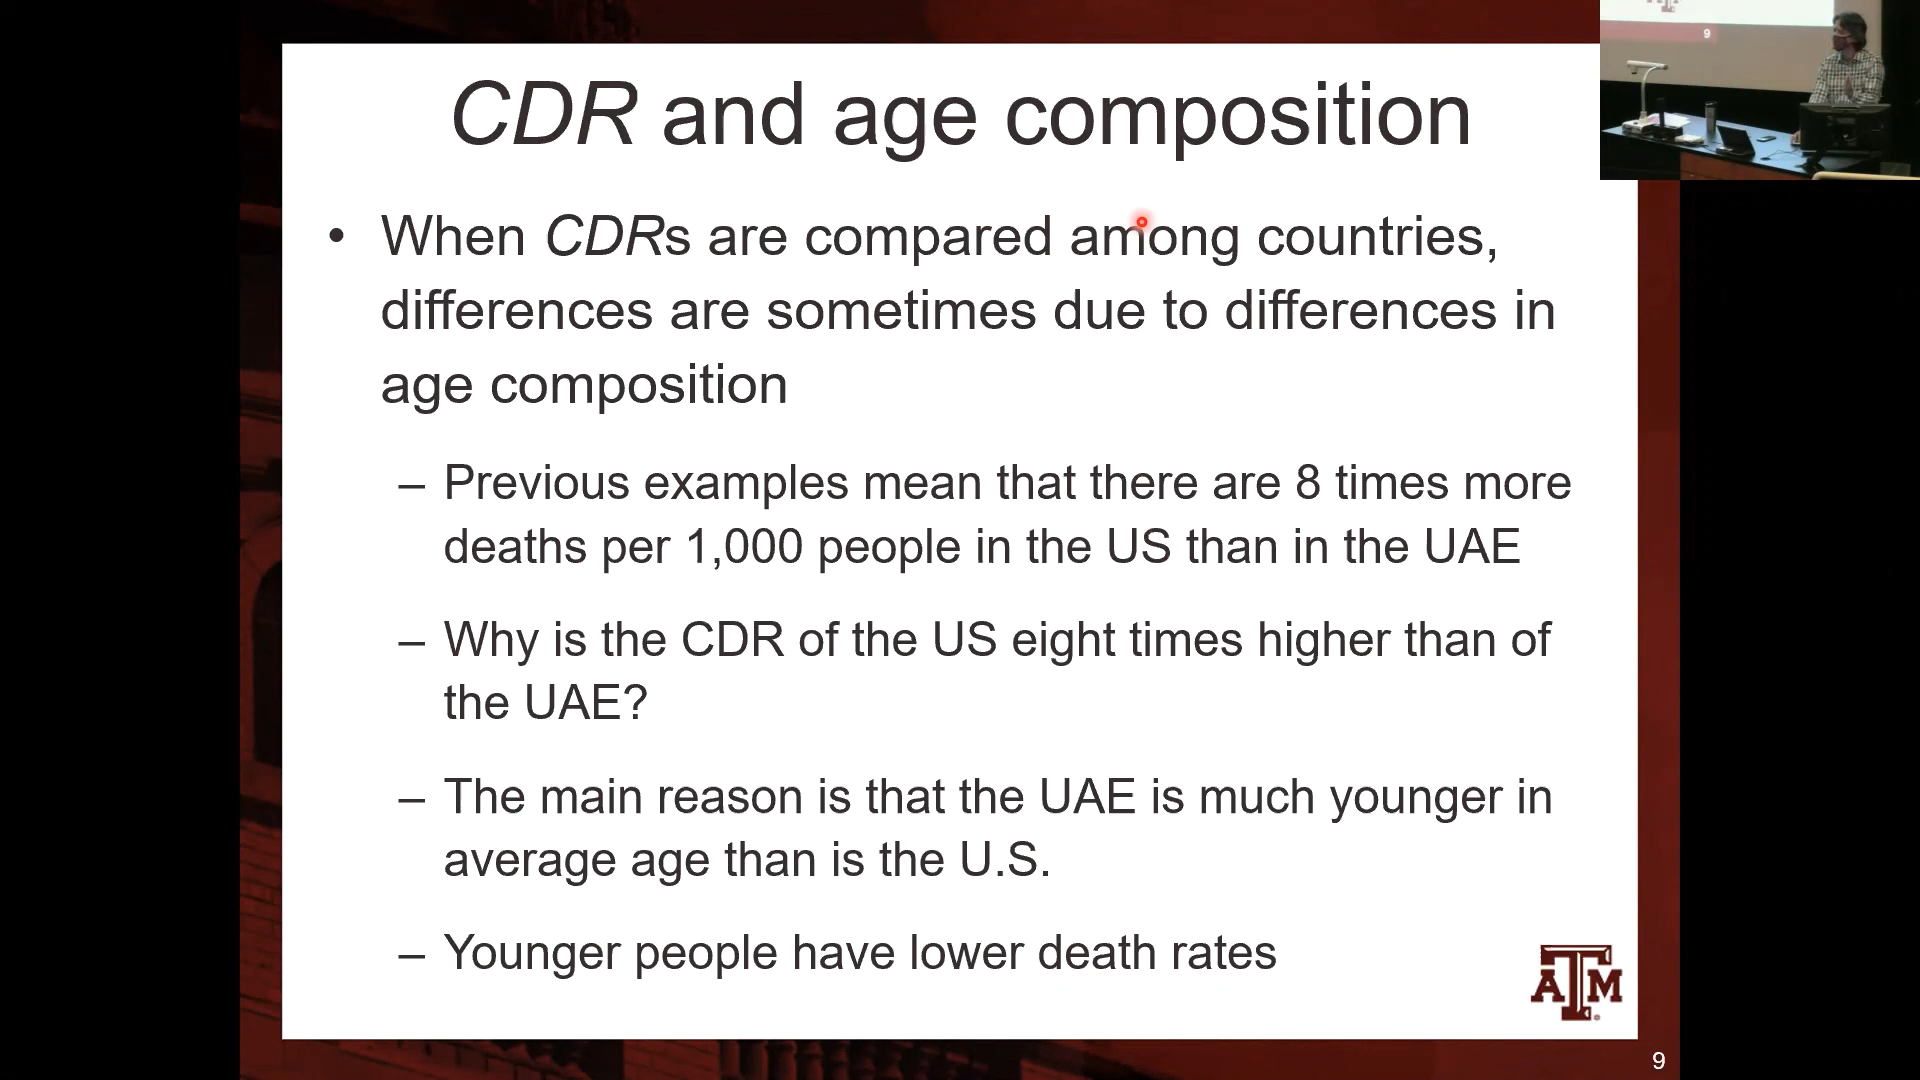 CDR and age composition
• When CDRs are compared among countries,
differences are sometimes due to differences in
age composition
– Previous examples mean that there are 8 times more
deaths per 1,000 people in the US than in the UAE
– Why is the CDR of the US eight times higher than of
the UAE?
– The main reason is that the UAE is much younger in
average age than is the U.S.
– Younger people have lower death rates
ATM
9
9